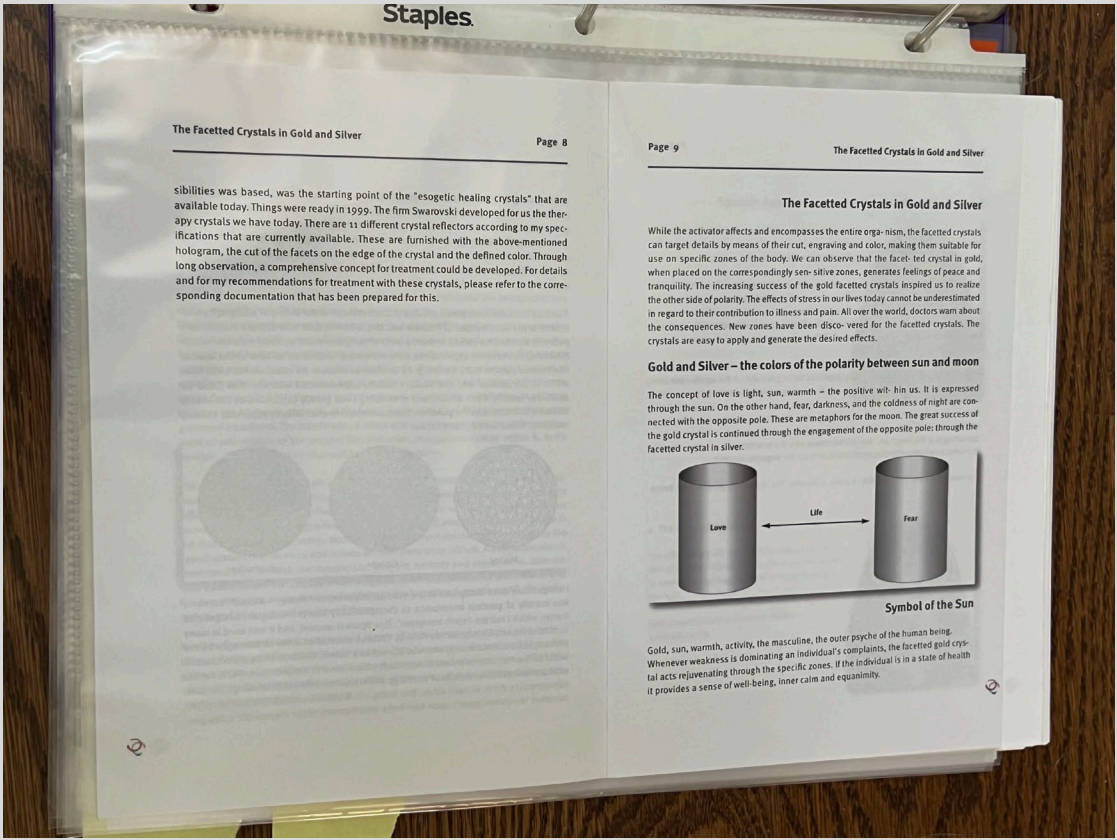 Staples.
The Facetted Crystals in Gold and Silver
Page 8
sibilities was based, was the starting point of the "esogetic healing crystals" that are
available today. Things were ready in 1999. The firm Swarovski developed for us the ther-
apy crystals we have today. There are 11 different crystal reflectors according to my spec-
ifications that are currently available. These are furnished with the above-mentioned
hologram, the cut of the facets on the edge of the crystal and the defined color. Through
long observation, a comprehensive concept for treatment could be developed. For details
and for my recommendations for treatment with these crystals, please refer to the corre-
sponding documentation that has been prepared for this.
Page 9
The Facetted Crystals in Gold and Silver
The Facetted Crystals in Gold and Silver
While the activator affects and encompasses the entire orga- nism, the facetted crystals
can target details by means of their cut, engraving and color, making them suitable for
use on specific zones of the body. We can observe that the facet- ted crystal in gold,
when placed on the correspondingly sen- sitive zones, generates feelings of peace and
tranquility. The increasing success of the gold facetted crystals inspired us to realize
the other side of polarity. The effects of stress in our lives today cannot be underestimated
in regard to their contribution to illness and pain. All over the world, doctors warn about
the consequences. New zones have been disco- vered for the facetted crystals. The
crystals are easy to apply and generate the desired effects.
Gold and Silver – the colors of the polarity between sun and moon
The concept of love is light, sun, warmth – the positive wit- hin us. It is expressed
through the sun. On the other hand, fear, darkness, and the coldness of night are con-
nected with the opposite pole. These are metaphors for the moon. The great success of
the gold crystal is continued through the engagement of the opposite pole: through the
facetted crystal in silver.
Love
Life
Fear
Symbol of the Sun
Gold, sun, warmth, activity, the masculine, the outer psyche of the human being.
Whenever weakness is dominating an individual's complaints, the facetted gold crys-
tal acts rejuvenating through the specific zones. If the individual is in a state of health
it provides a sense of well-being, inner calm and equanimity.